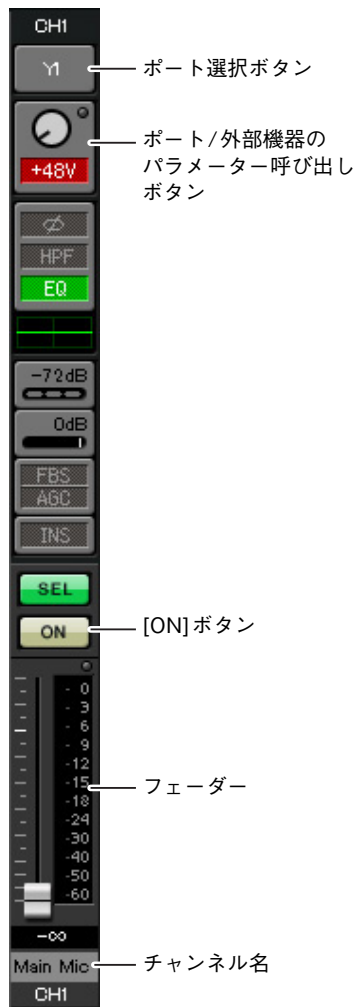 CH1
Y1
ポート選択ボタン
ポート/外部機器の
パラメーター呼び出し
ボタン
+48V
Ø
HPF
EQ
-72dB
0dB
FBS
AGC
INS
SEL
ON
[ON]ボタン
- 0
- 3
- 6
- 9
-12
-15
フェーダー
-18
-24
-30
-40
-50
-60
-∞
Main Mic
チャンネル名
CH1